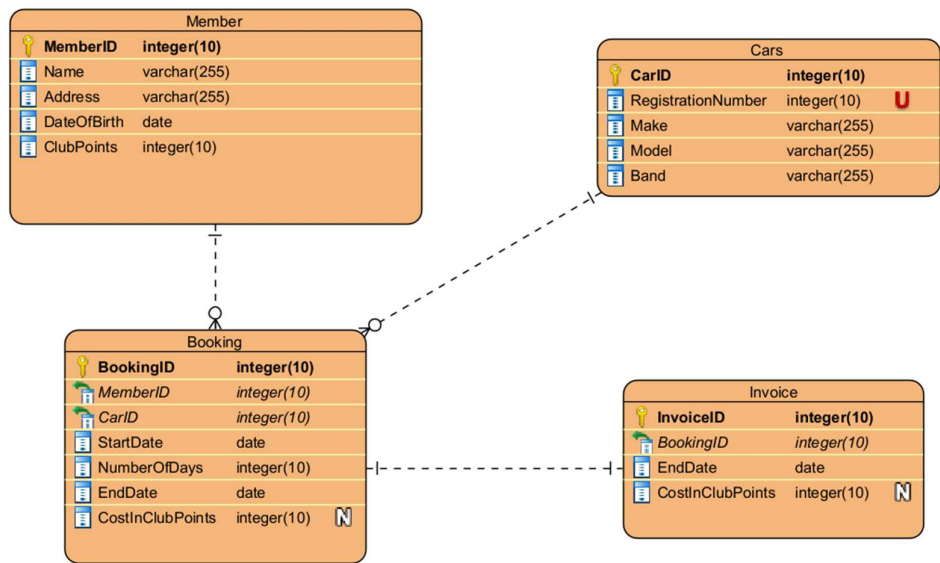 Member
MemberID integer(10)
Name varchar(255)
Address varchar(255)
DateOfBirth date
ClubPoints integer(10)
Cars
CarID integer(10)
RegistrationNumber integer(10) U
Make varchar(255)
Model varchar(255)
Band varchar(255)
Booking
BookingID integer(10)
MemberID integer(10)
CarID integer(10)
StartDate date
NumberOfDays integer(10)
EndDate date
CostInClubPoints integer(10) N
Invoice
InvoiceID integer(10)
BookingID integer(10)
EndDate date
CostInClubPoints integer(10) N